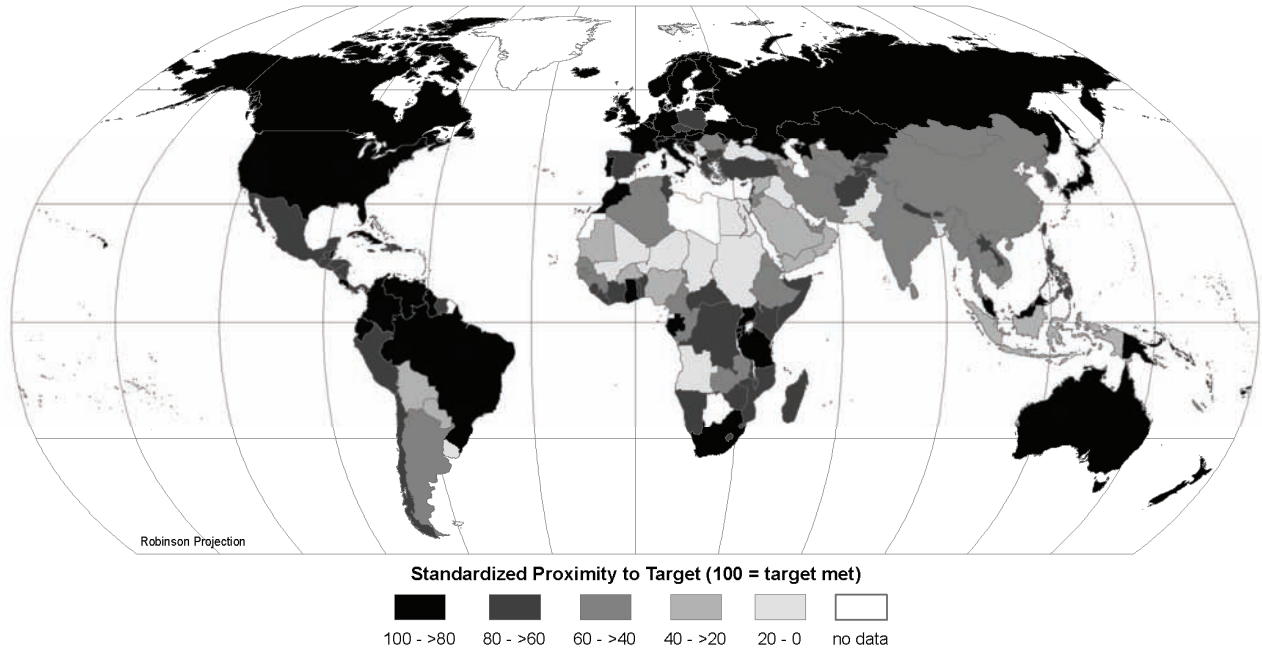 Robinson Projection
Standardized Proximity to Target (100 = target met)
100 - >80 80 - >60 60 - >40 40 - >20 20 - 0 no data